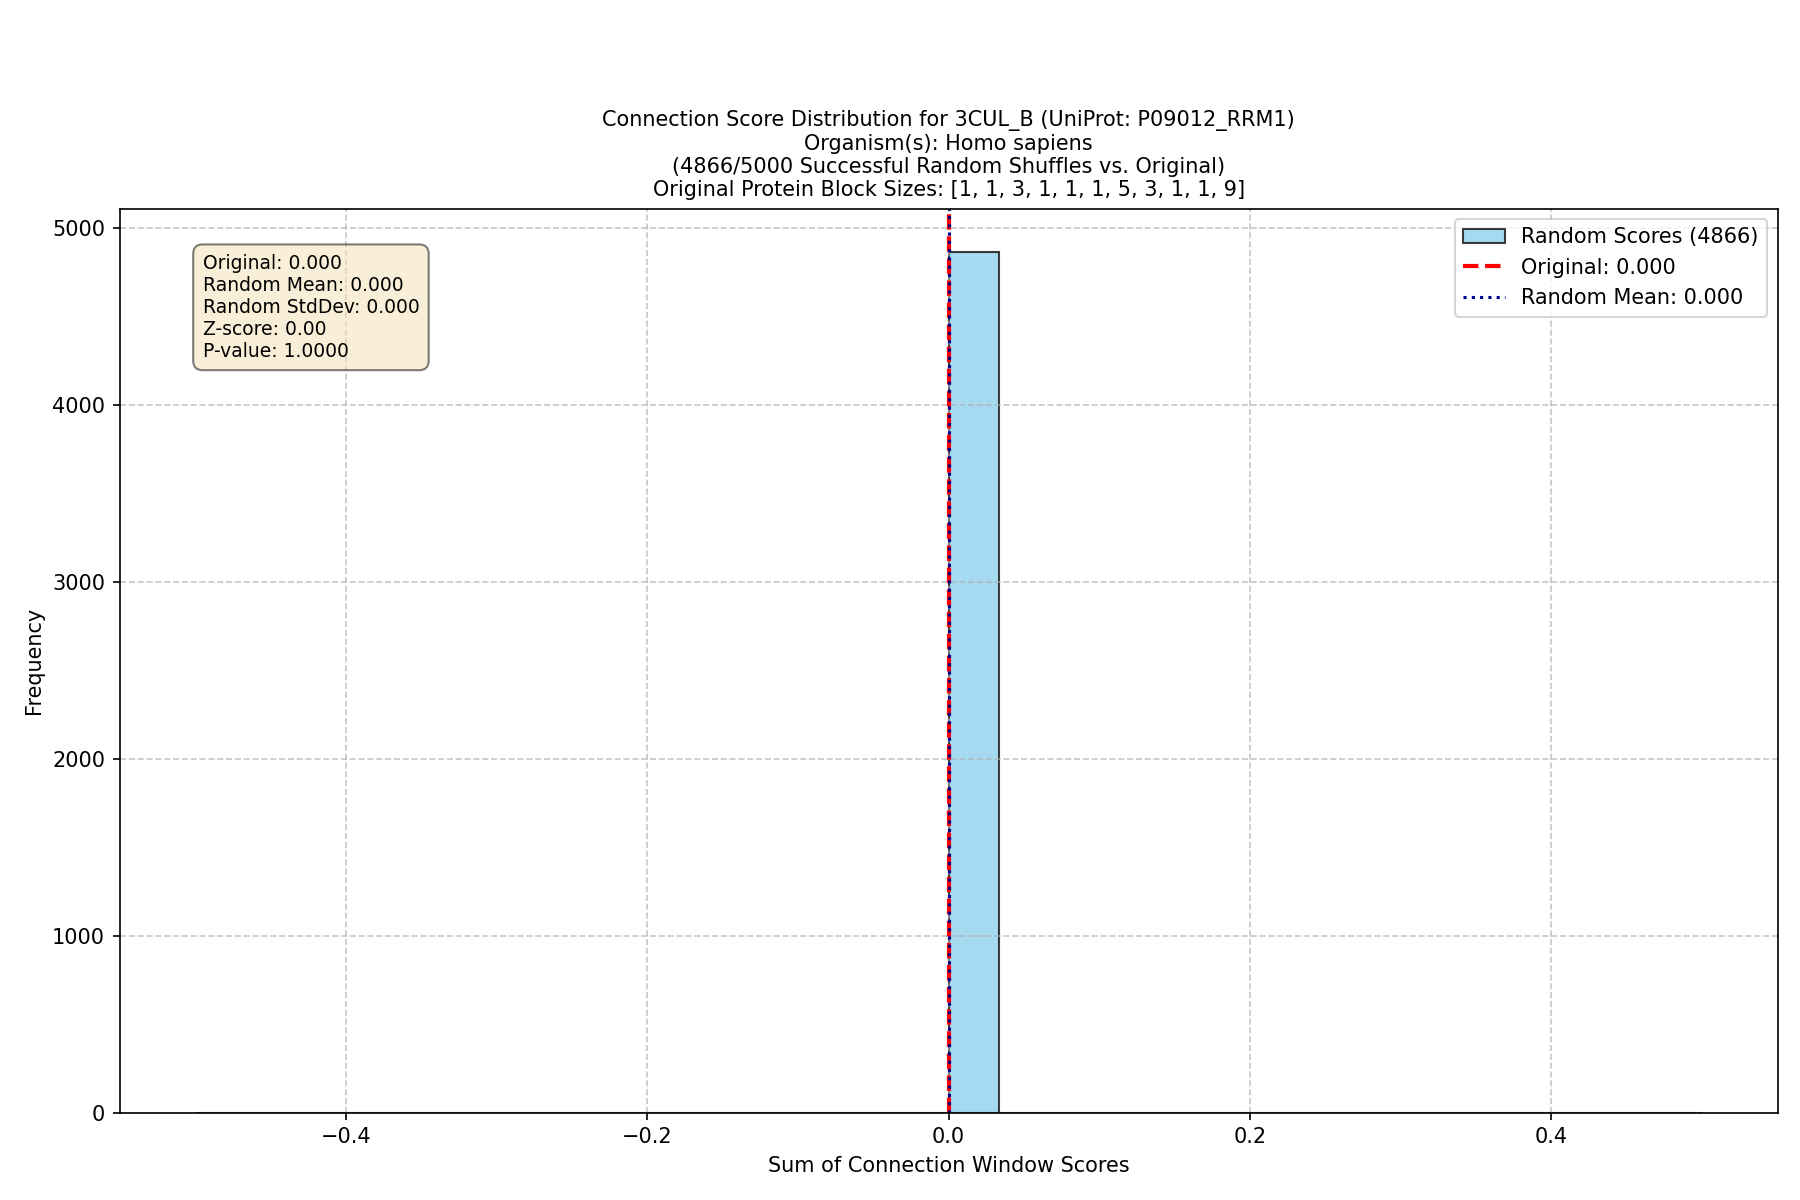 Connection Score Distribution for 3CUL_B (UniProt: P09012_RRM1)
Organism(s): Homo sapiens
(4866/5000 Successful Random Shuffles vs. Original)
Original Protein Block Sizes: [1, 1, 3, 1, 1, 1, 5, 3, 1, 1, 9]
Original: 0.000
Random Mean: 0.000
Random StdDev: 0.000
Z-score: 0.00
P-value: 1.0000
Random Scores (4866)
Original: 0.000
Random Mean: 0.000
Frequency
5000
4000
3000
2000
1000
0
−0.4
−0.2
0.0
0.2
0.4
Sum of Connection Window Scores